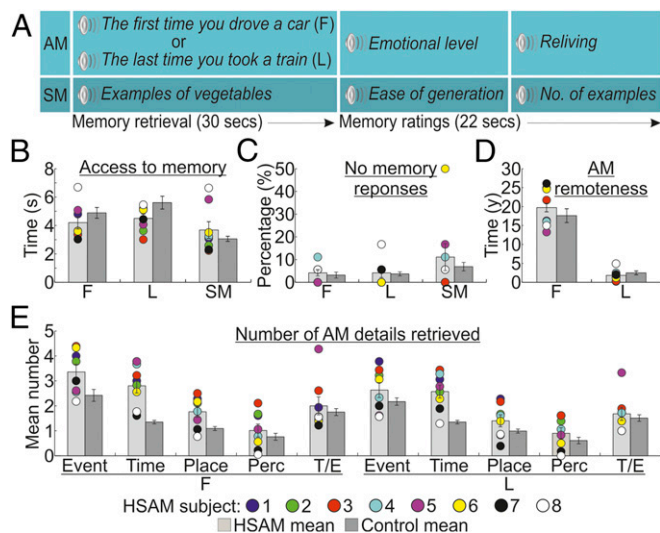 A
AM
The first time you drove a car (F)
or
The last time you took a train (L)
Emotional level
Reliving
SM
Examples of vegetables
Ease of generation
No. of examples
Memory retrieval (30 secs)
Memory ratings (22 secs)
B
Access to memory
Time (s)
10
8
6
4
2
0
F
L
SM
C
No memory
reponses
Percentage (%)
50
40
30
20
10
0
F
L
SM
D
AM
remoteness
Time (y)
30
25
20
15
10
5
0
F
L
E
Number of AM details retrieved
Mean number
5
4
3
2
1
0
Event Time Place Perc T/E Event Time Place Perc T/E
F L
HSAM subject: 1 2 3 4 5 6 7 8
HSAM mean Control mean